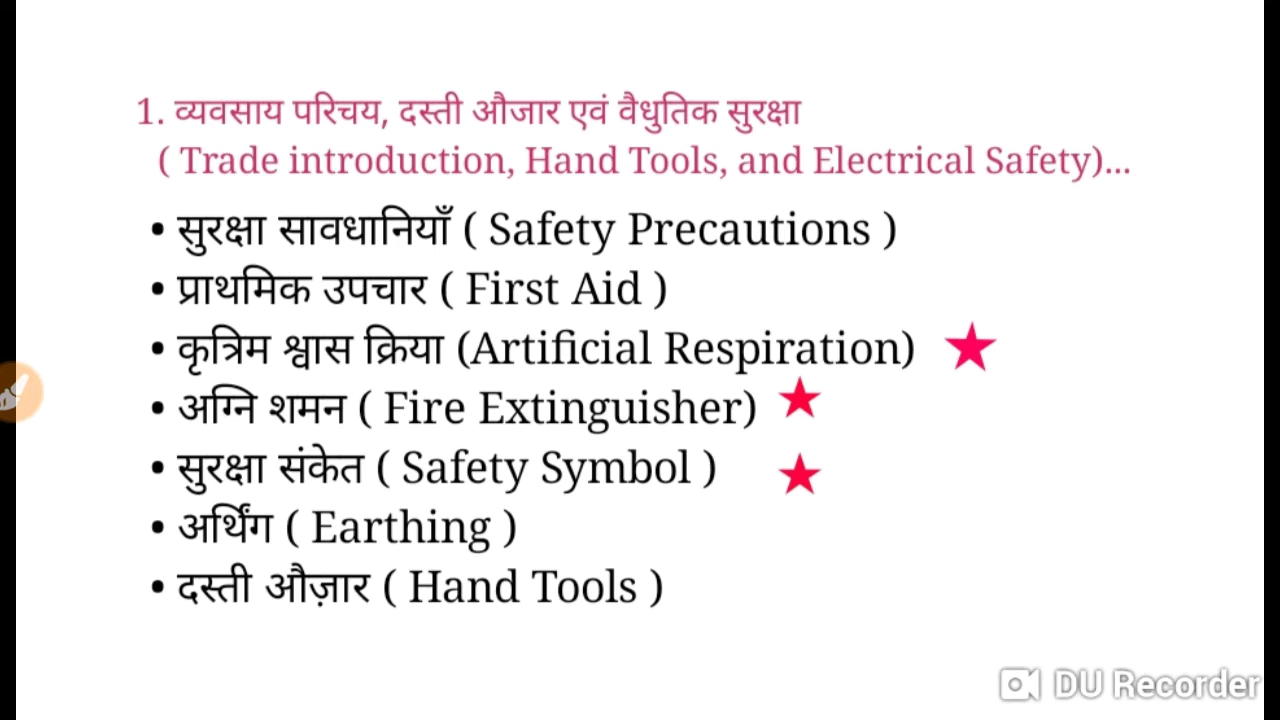 1. व्यवसाय परिचय, दस्ती औजार एवं वैधुतिक सुरक्षा
( Trade introduction, Hand Tools, and Electrical Safety)...
• सुरक्षा सावधानियाँ ( Safety Precautions )
• प्राथमिक उपचार ( First Aid )
• कृत्रिम श्वास क्रिया (Artificial Respiration)
• अग्नि शमन ( Fire Extinguisher)
• सुरक्षा संकेत ( Safety Symbol )
• अर्थिंग ( Earthing )
• दस्ती औज़ार ( Hand Tools )
DU Recorder